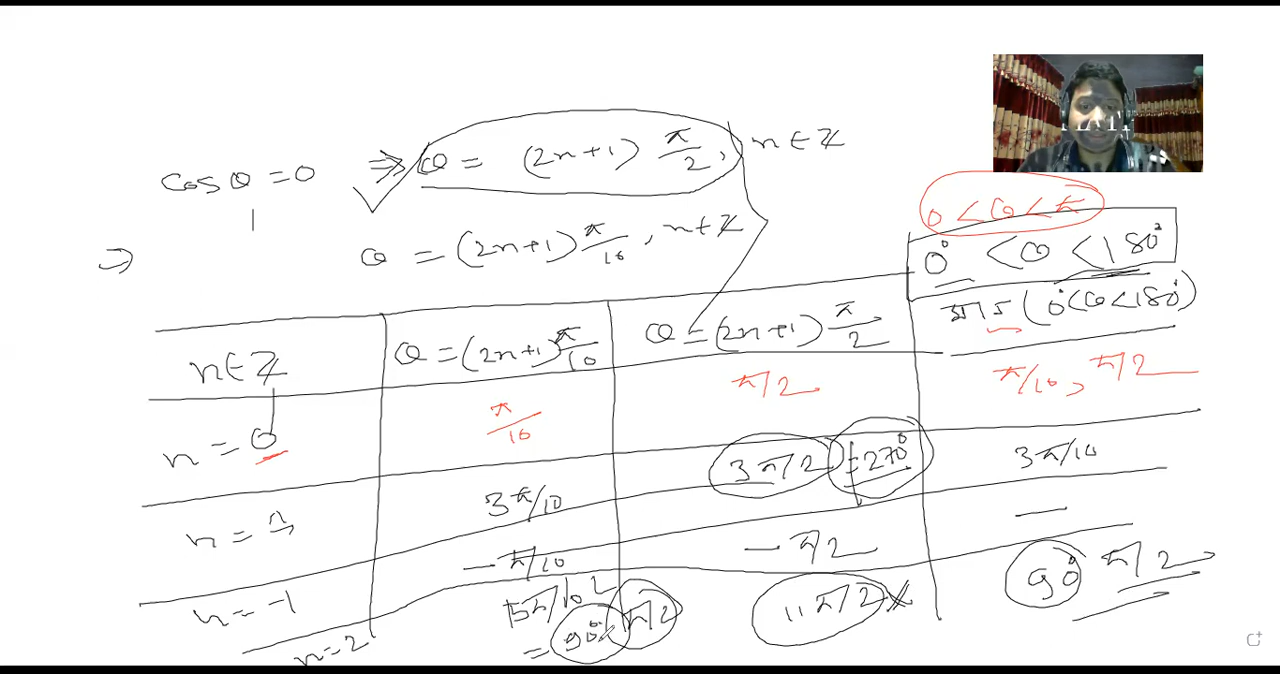 cos θ = 0 ⇒ θ = (2n+1) π/2, n ∈ ℤ
0 < θ < π
⇒ θ = (2n+1) π/10, n ∈ ℤ
0° < θ < 180°
n ∈ ℤ θ = (2n+1) π/10 θ = (2n+1) π/2 (0° < θ < 180°)
n = 0 π/10 π/2 π/10, π/2
n = 3π/10 3π/2 = 270° 3π/10
n = -1 -π/10 -π/2 —
n = 2 5π/10 = 90° π/2 11π/2 × 90° π/2